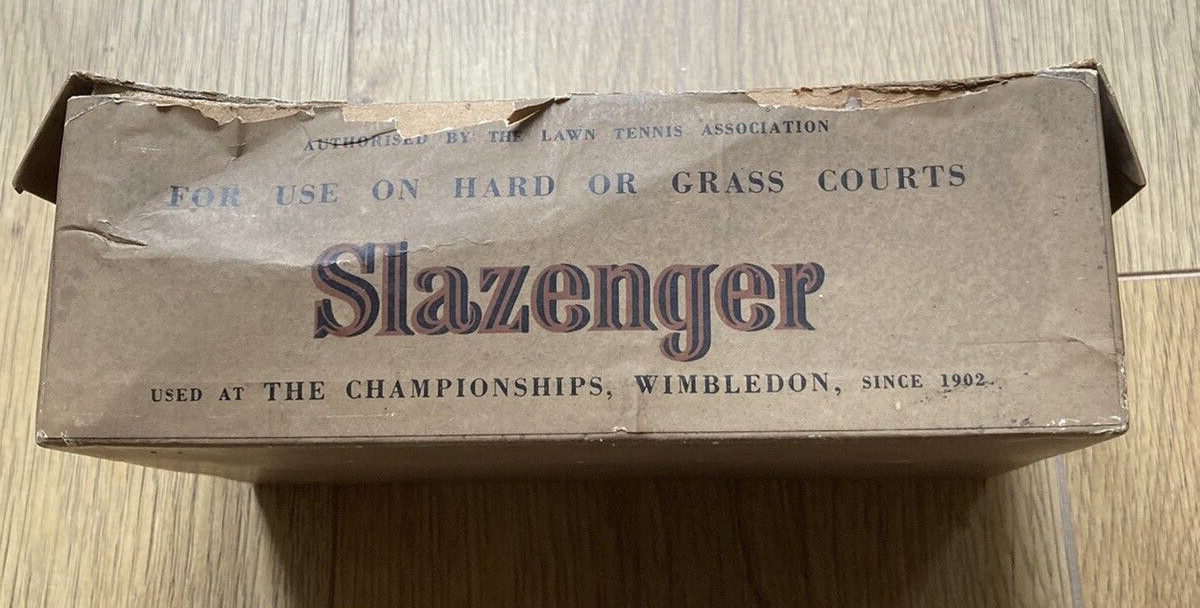 AUTHORISED BY THE LAWN TENNIS ASSOCIATION
FOR USE ON HARD OR GRASS COURTS
Slazenger
USED AT THE CHAMPIONSHIPS, WIMBLEDON, SINCE 1902.